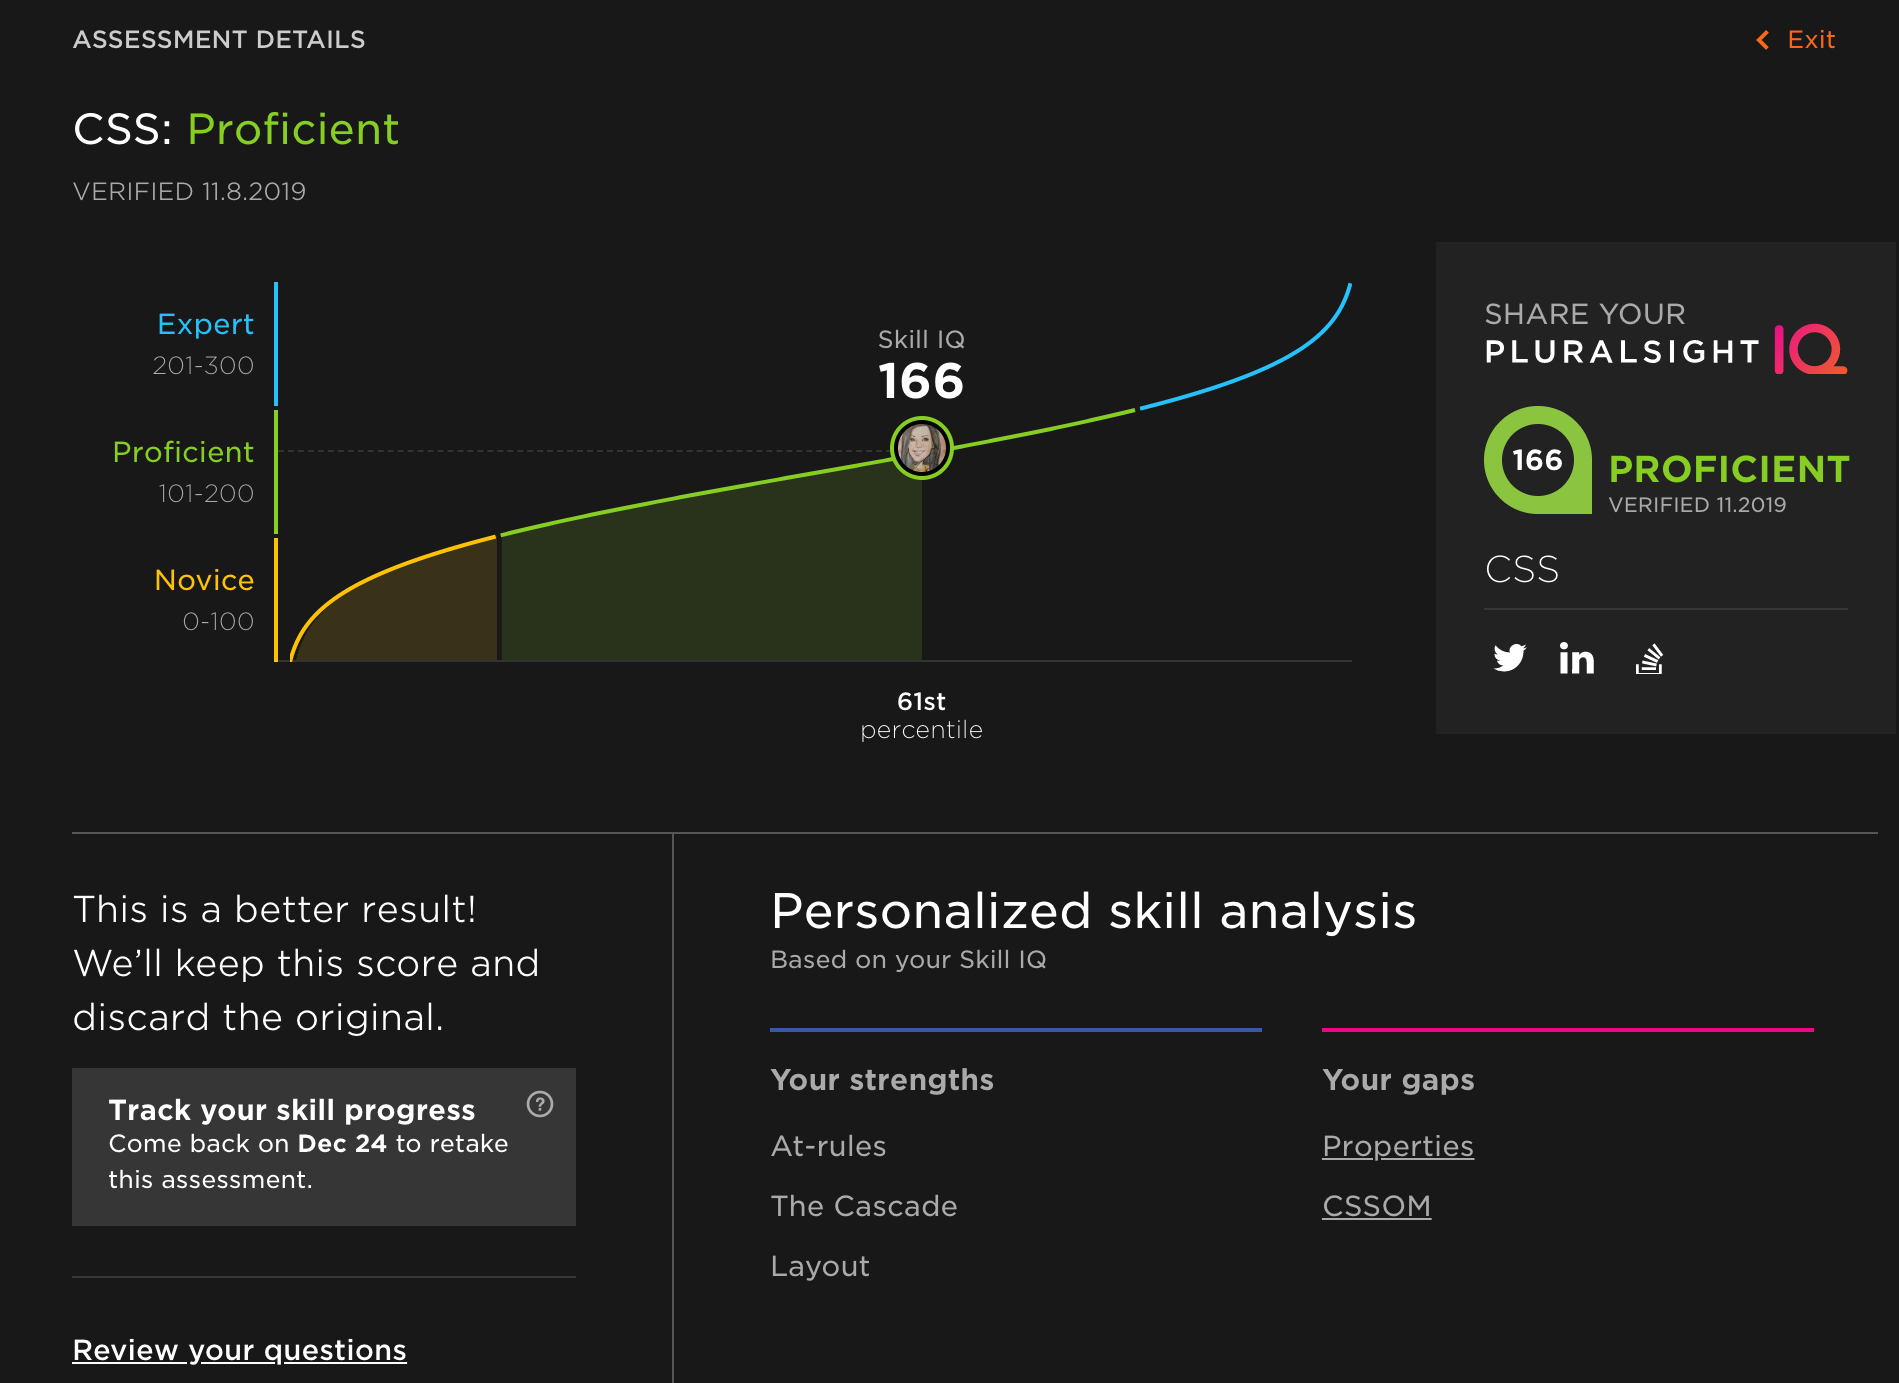 ASSESSMENT DETAILS
Exit
CSS: Proficient
VERIFIED 11.8.2019
Expert
201-300
Proficient
101-200
Novice
0-100
Skill IQ
166
61st
percentile
SHARE YOUR
PLURALSIGHT IQ
166
PROFICIENT
VERIFIED 11.2019
CSS
in
This is a better result!
We’ll keep this score and
discard the original.
Track your skill progress
?
Come back on Dec 24 to retake
this assessment.
Review your questions
Personalized skill analysis
Based on your Skill IQ
Your strengths
At-rules
The Cascade
Layout
Your gaps
Properties
CSSOM